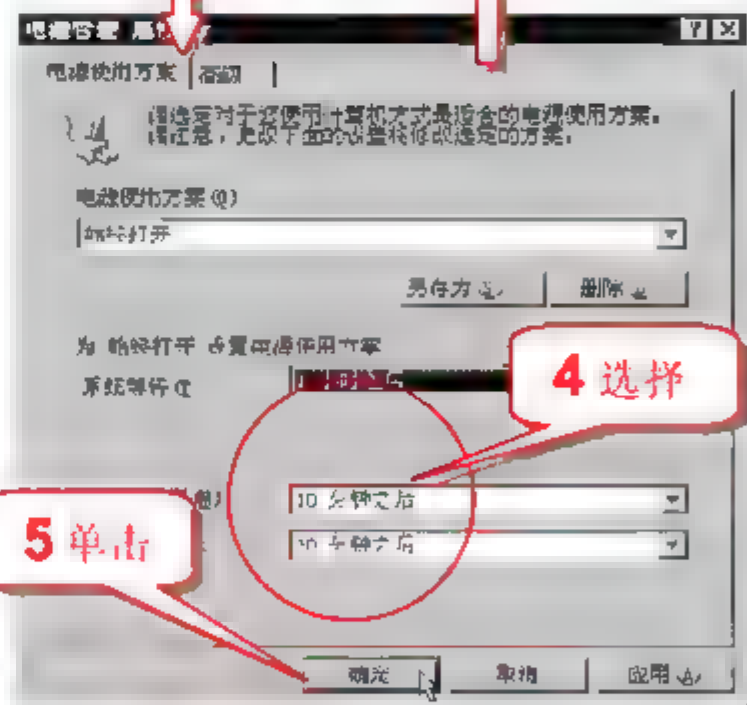 电源管理 属性
电源使用方案 高级
请选定对于您使用计算机方式最适合的电源使用方案。
请注意，更改下面的设置将修改选定的方案。
电源使用方案(P)
始终打开
另存为(S) 删除(D)
为 始终打开 设置电源使用方案
系统等待(T)
4 选择
10 分钟之后
5 单击
30 分钟之后
确定 取消 应用(A)